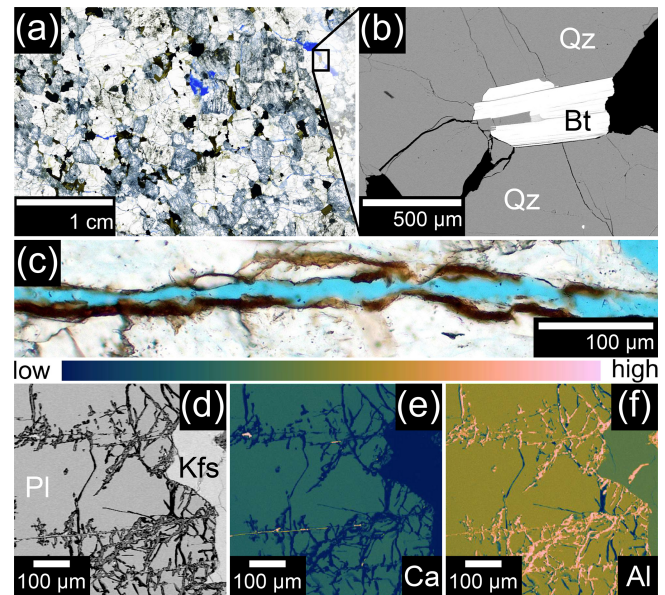 (a)
1 cm
(b)
Qz
Bt
Qz
500 µm
(c)
100 µm
low
high
(d)
Pl
Kfs
100 µm
(e)
100 µm
Ca
(f)
100 µm
Al